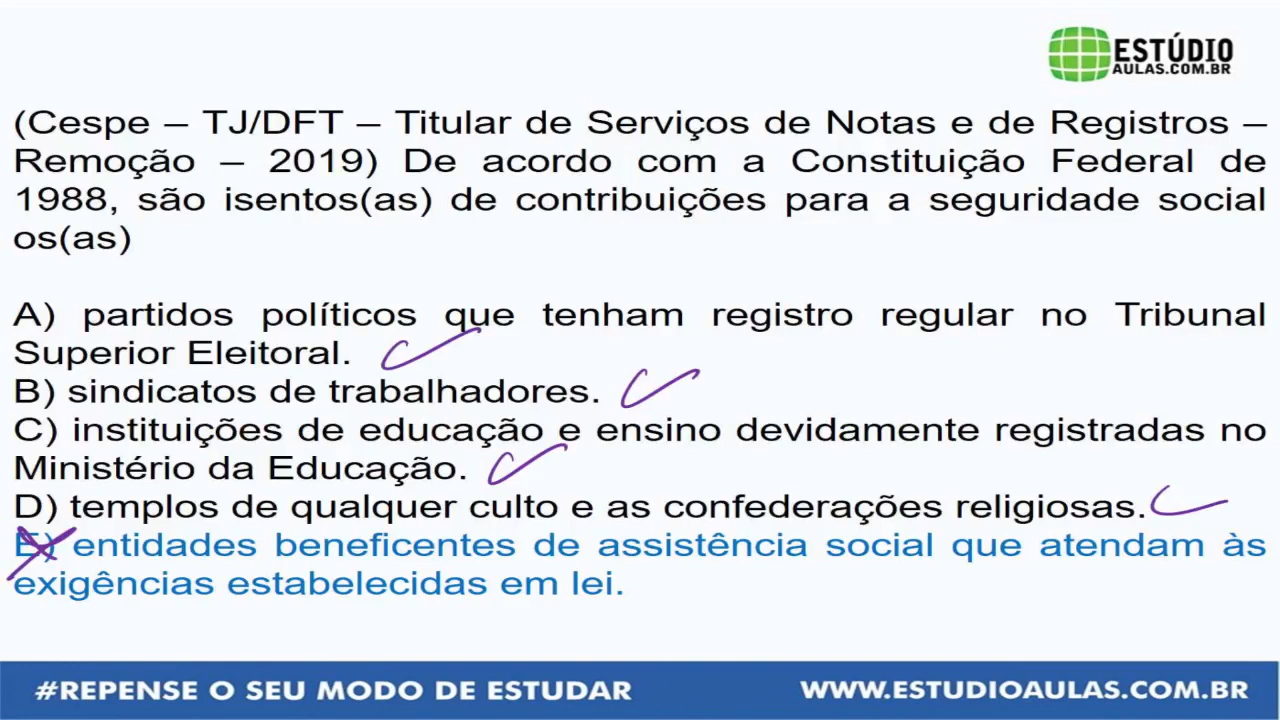 ESTÚDIO
AULAS.COM.BR
(Cespe – TJ/DFT – Titular de Serviços de Notas e de Registros –
Remoção – 2019) De acordo com a Constituição Federal de
1988, são isentos(as) de contribuições para a seguridade social
os(as)
A) partidos políticos que tenham registro regular no Tribunal
Superior Eleitoral.
B) sindicatos de trabalhadores.
C) instituições de educação e ensino devidamente registradas no
Ministério da Educação.
D) templos de qualquer culto e as confederações religiosas.
E) entidades beneficentes de assistência social que atendam às
exigências estabelecidas em lei.
#REPENSE O SEU MODO DE ESTUDAR
WWW.ESTUDIOAULAS.COM.BR